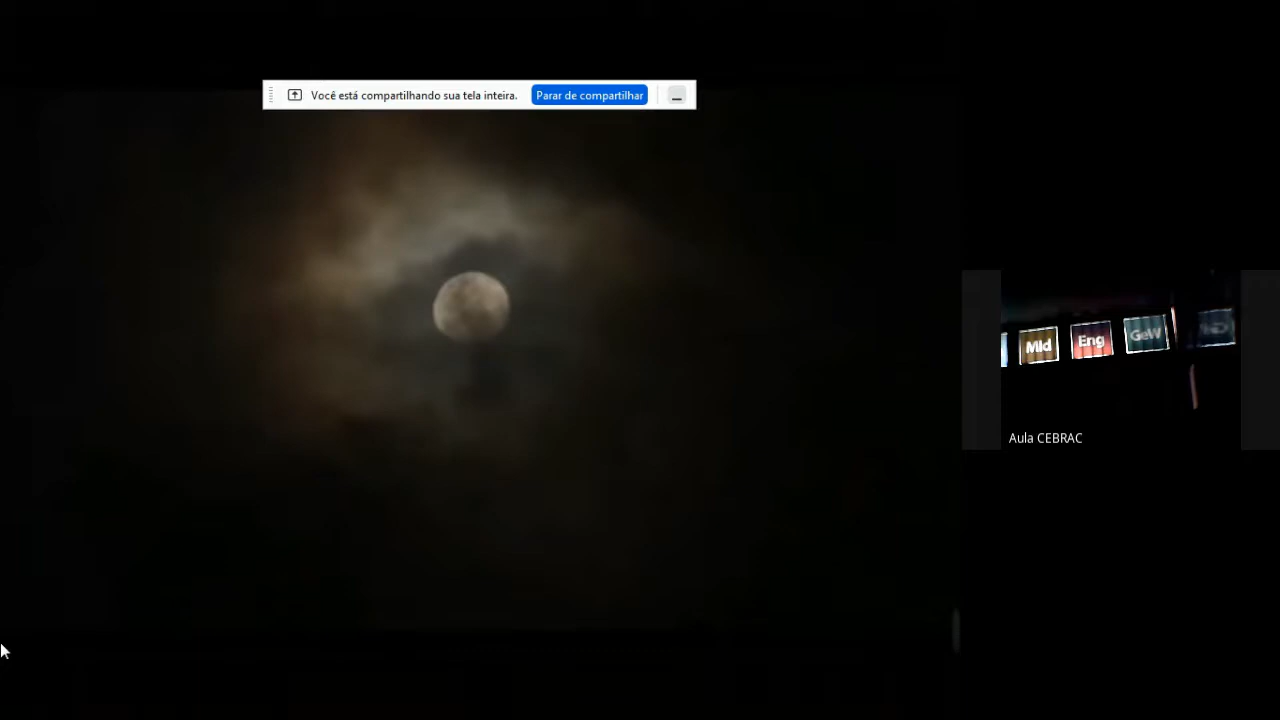 Você está compartilhando sua tela inteira. Parar de compartilhar
Mld Eng GeW
Aula CEBRAC